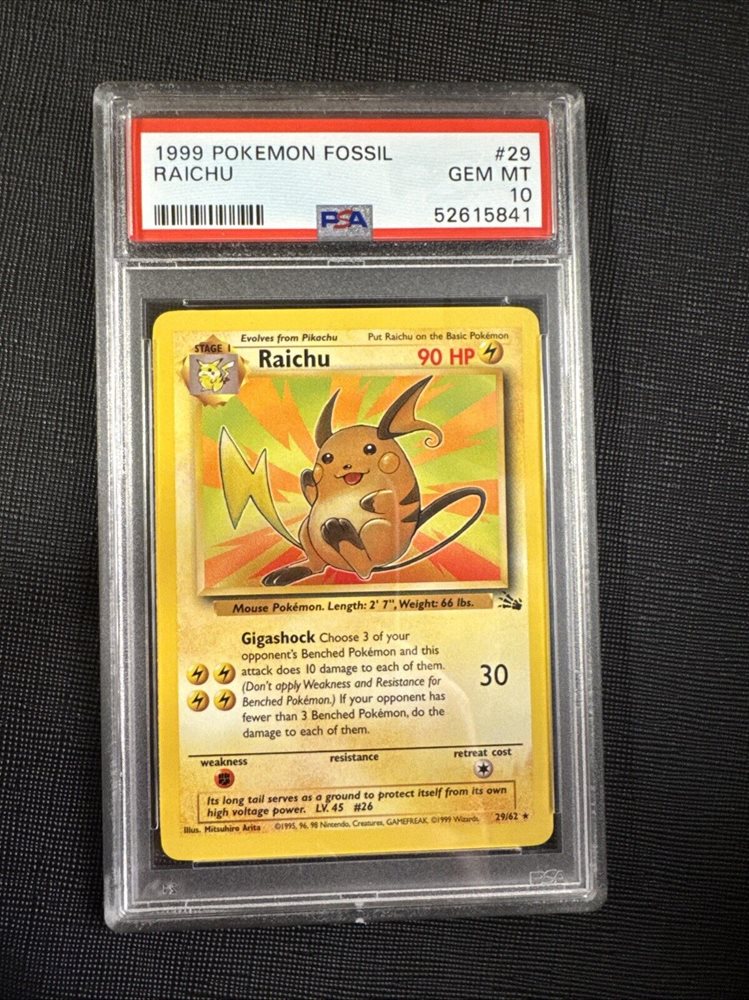 1999 POKEMON FOSSIL #29
RAICHU GEM MT
10
PSA 52615841
Evolves from Pikachu Put Raichu on the Basic Pokémon
STAGE 1 Raichu 90 HP
Mouse Pokémon. Length: 2' 7", Weight: 66 lbs.
Gigashock Choose 3 of your
opponent's Benched Pokémon and this
attack does 10 damage to each of them.
(Don't apply Weakness and Resistance for 30
Benched Pokémon.) If your opponent has
fewer than 3 Benched Pokémon, do the
damage to each of them.
weakness resistance retreat cost
Its long tail serves as a ground to protect itself from its own
high voltage power. LV. 45 #26
Illus. Mitsuhiro Arita ©1995, 96, 98 Nintendo, Creatures, GAMEFREAK. ©1999 Wizards. 29/62 ★
PSA